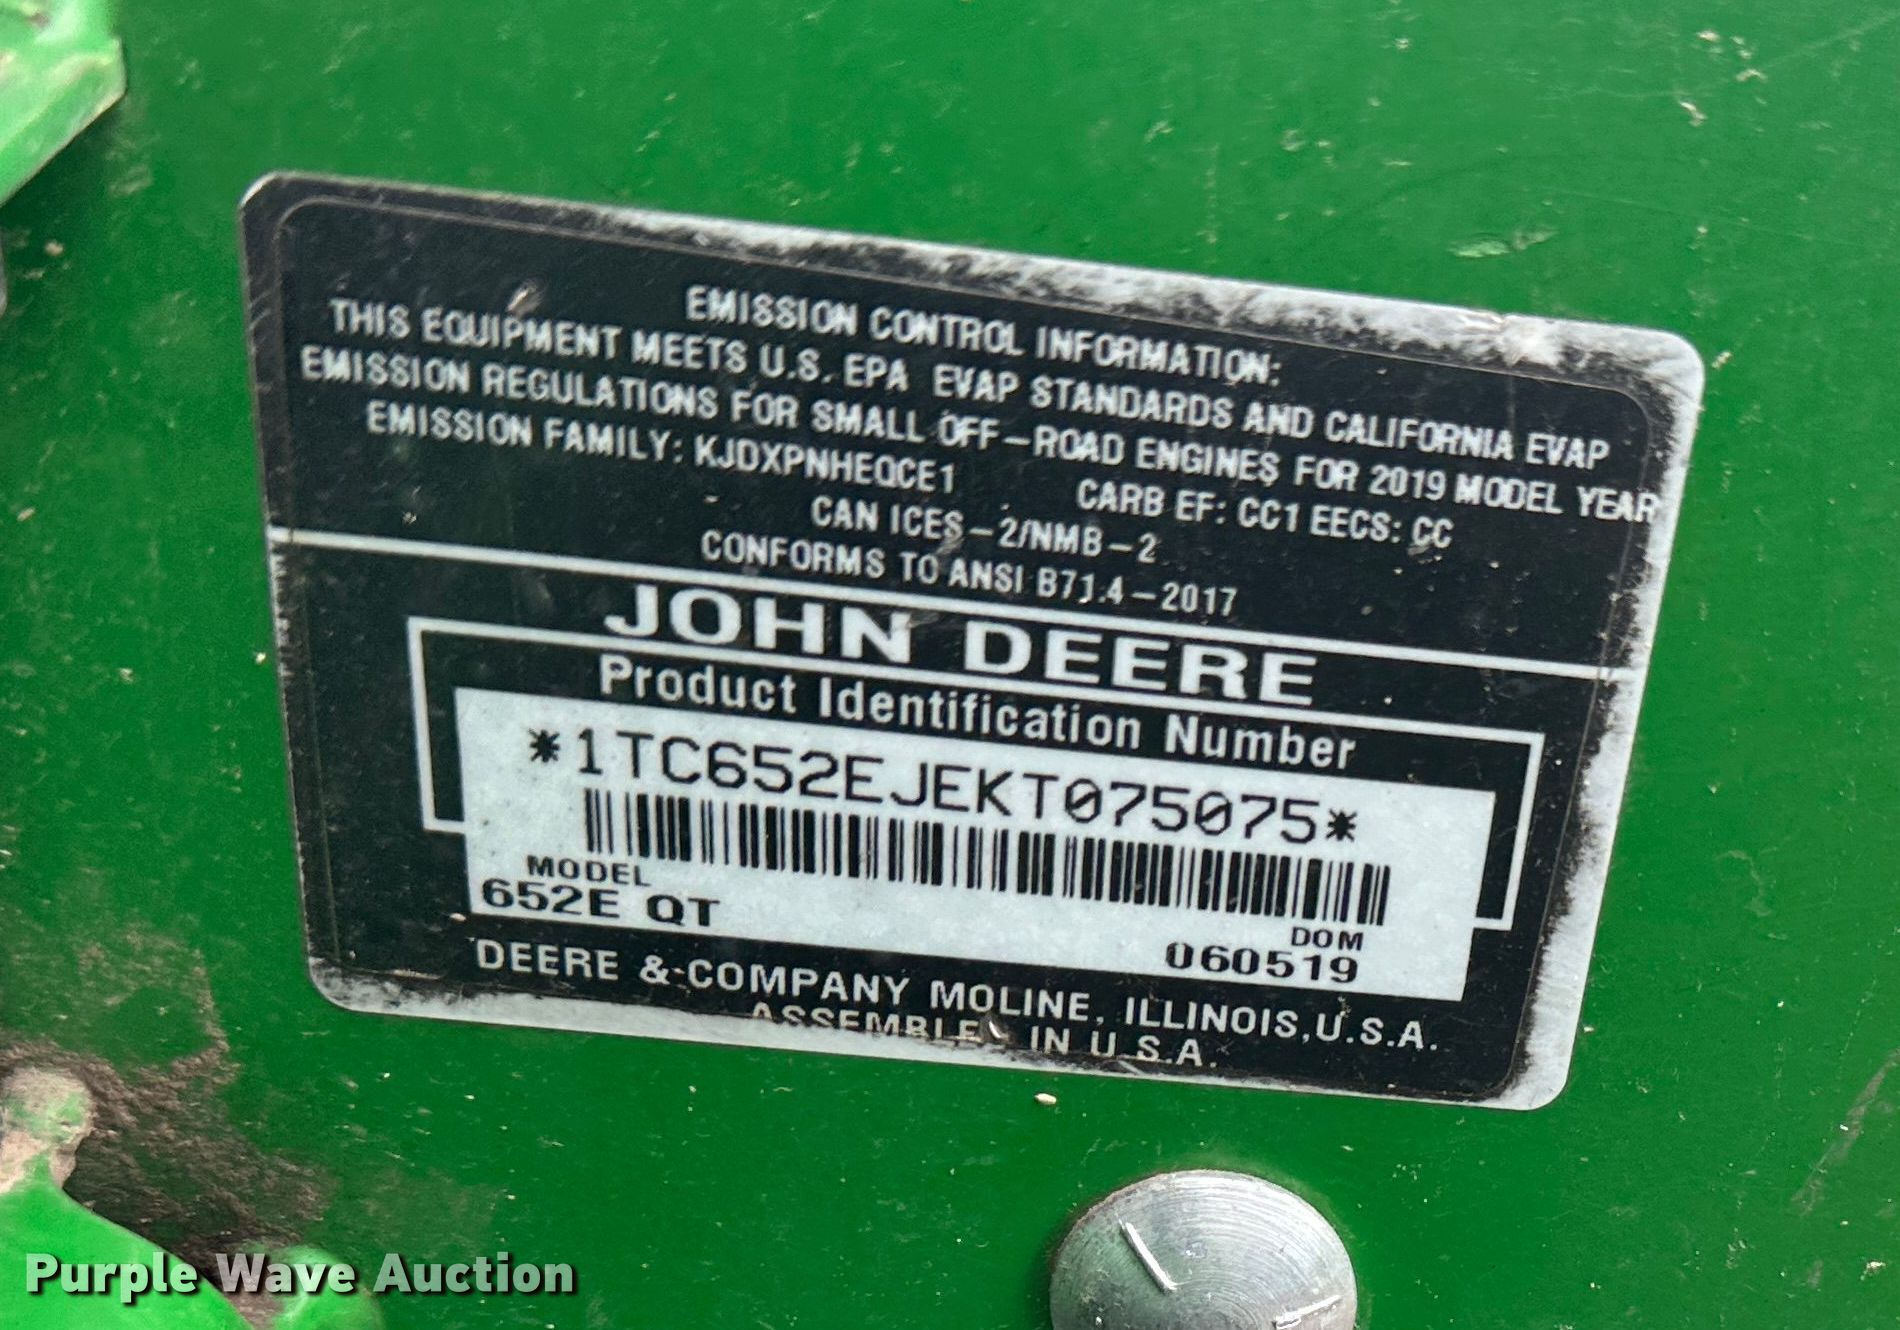 EMISSION CONTROL INFORMATION:
THIS EQUIPMENT MEETS U.S. EPA EVAP STANDARDS AND CALIFORNIA EVAP
EMISSION REGULATIONS FOR SMALL OFF-ROAD ENGINES FOR 2019 MODEL YEAR
EMISSION FAMILY: KJDXPNHEQCE1 CARB EF: CC1 EECS: CC
CAN ICES-2/NMB-2
CONFORMS TO ANSI B71.4-2017
JOHN DEERE
Product Identification Number
*1TC652EJEKT075075*
MODEL
652E QT
DOM
060519
DEERE & COMPANY MOLINE, ILLINOIS, U.S.A.
ASSEMBLED IN U.S.A.
Purple Wave Auction